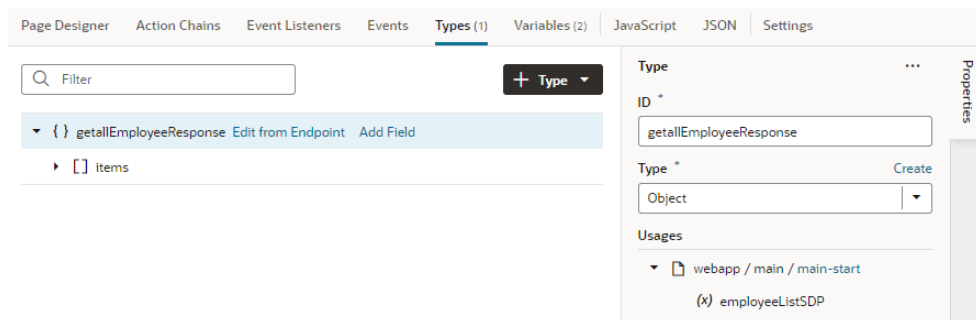 Page Designer Action Chains Event Listeners Events Types (1) Variables (2) JavaScript JSON Settings
Filter
+ Type
{ } getallEmployeeResponse Edit from Endpoint Add Field
[] items
Type ...
ID *
getallEmployeeResponse
Type * Create
Object
Usages
webapp / main / main-start
(x) employeeListSDP
Properties